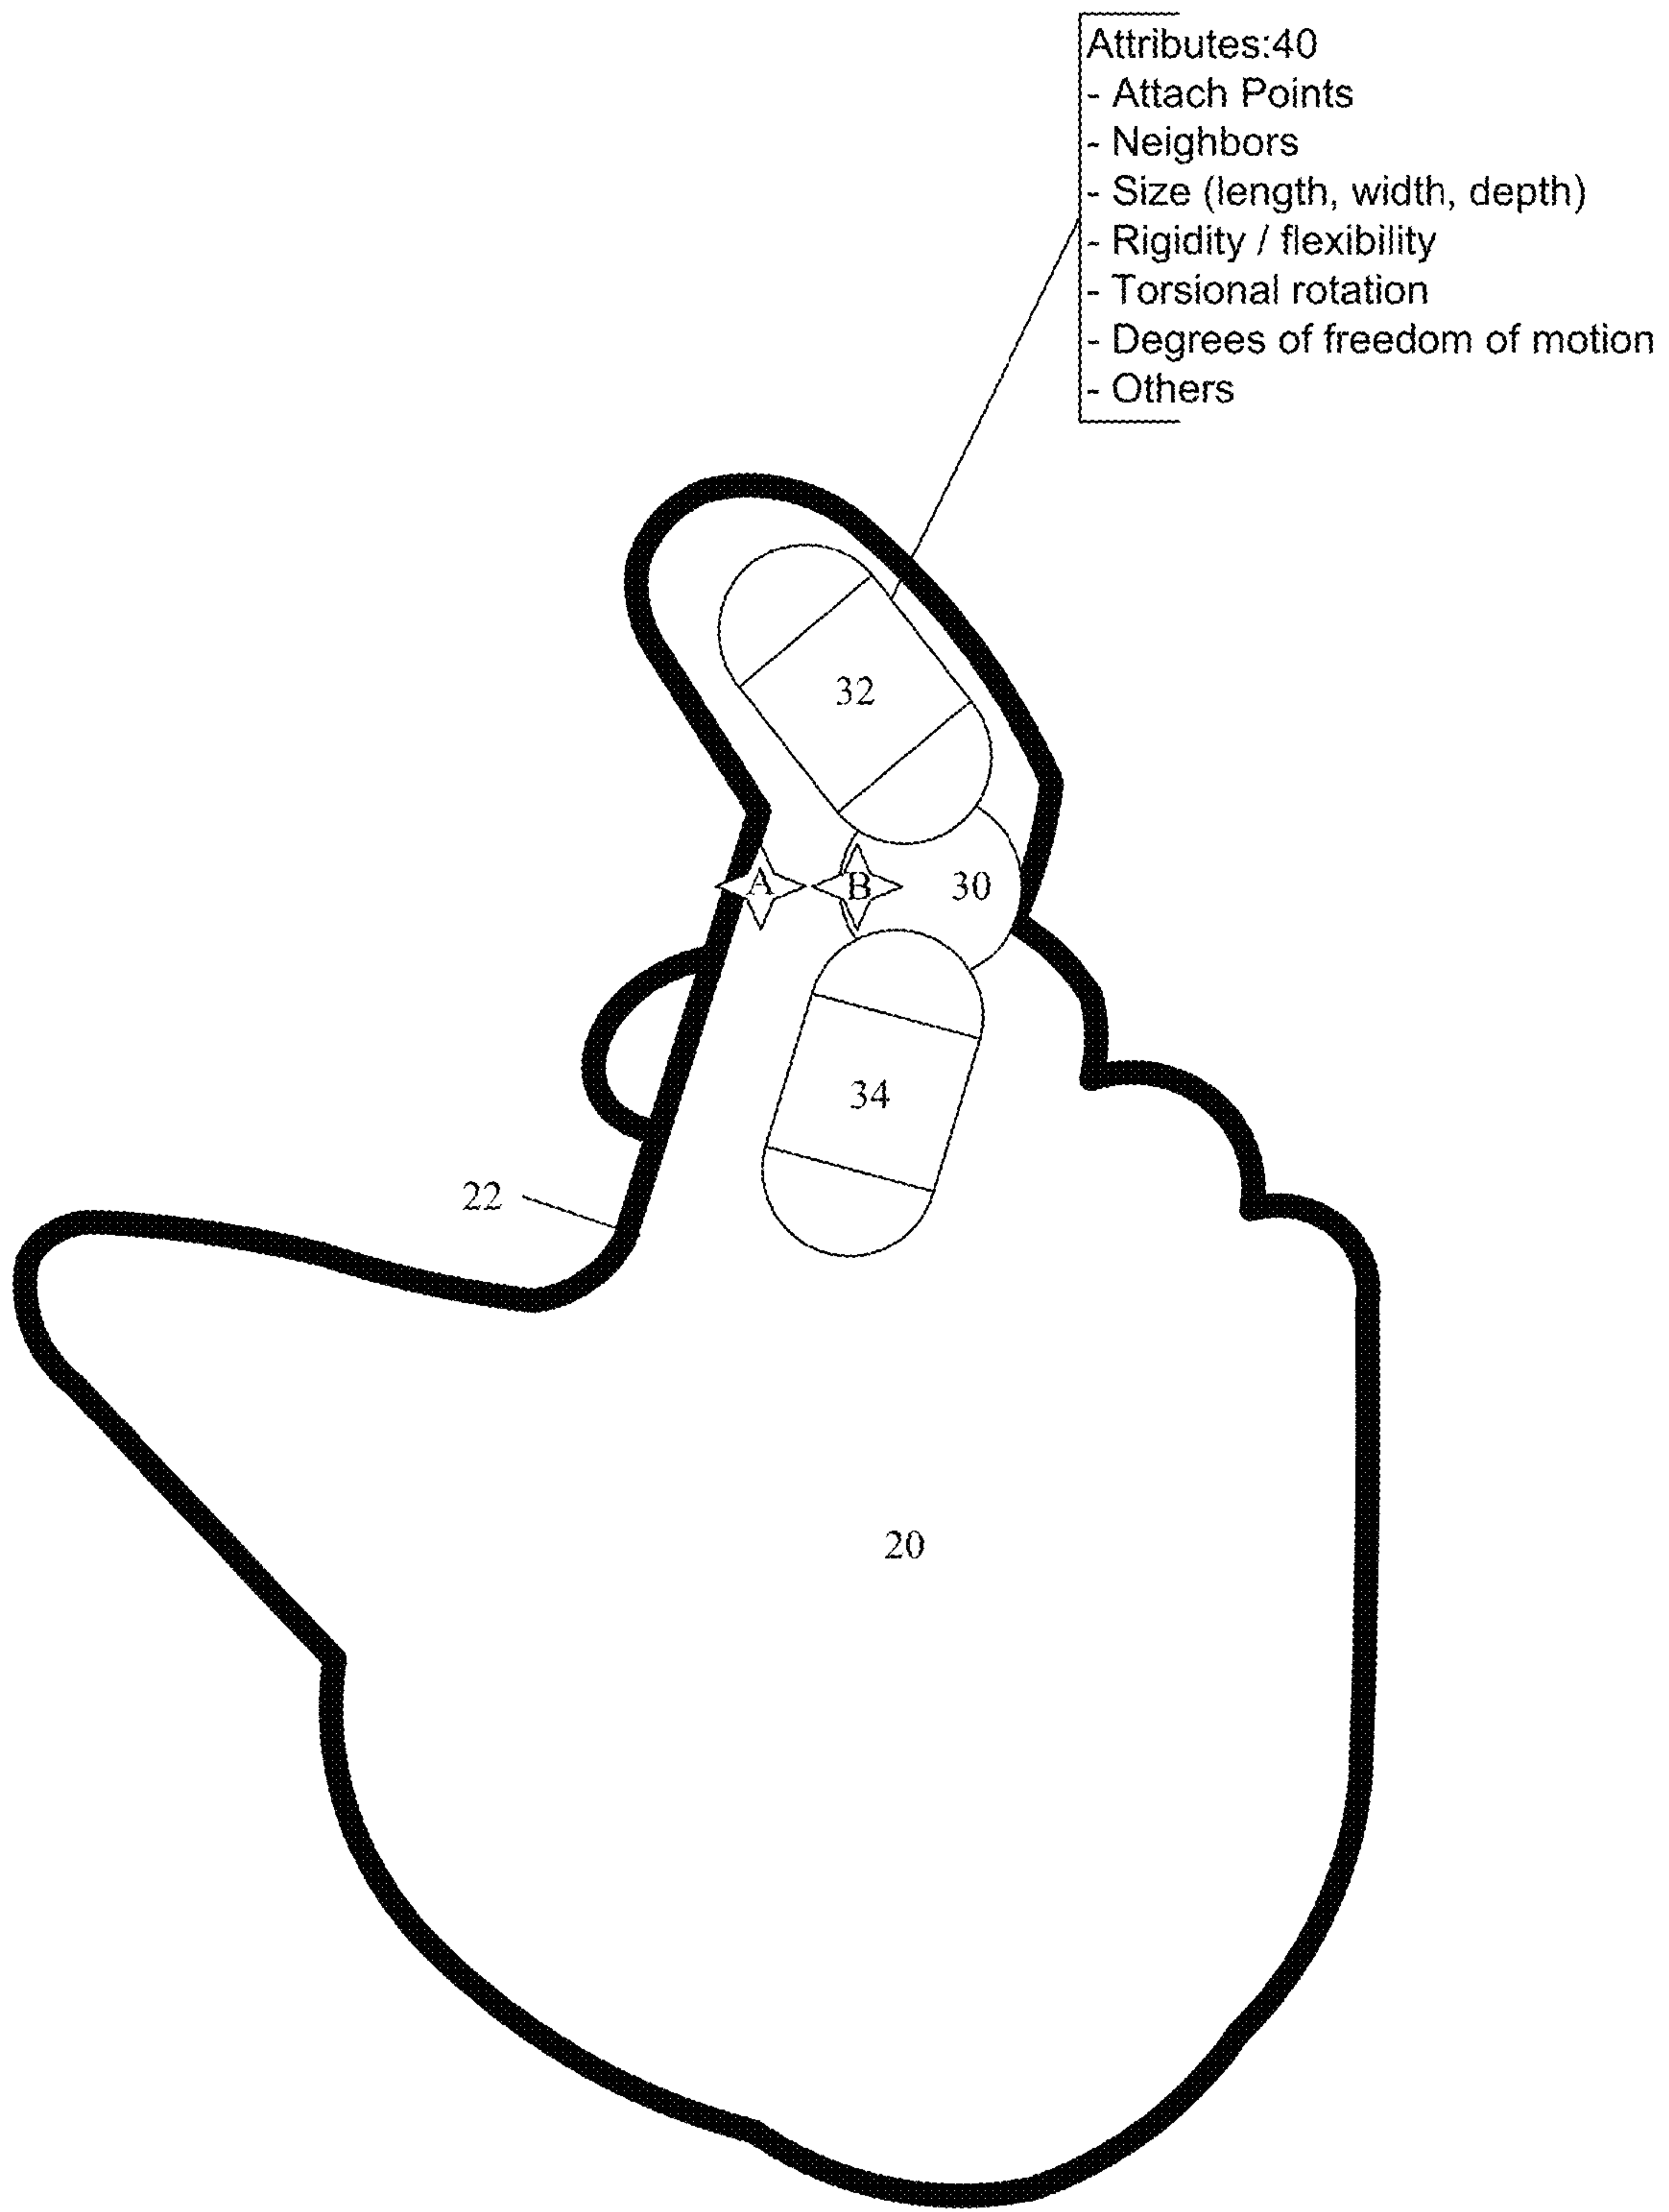 Attributes:40
- Attach Points
- Neighbors
- Size (length, width, depth)
- Rigidity / flexibility
- Torsional rotation
- Degrees of freedom of motion
- Others
32
A
B
30
34
22
20